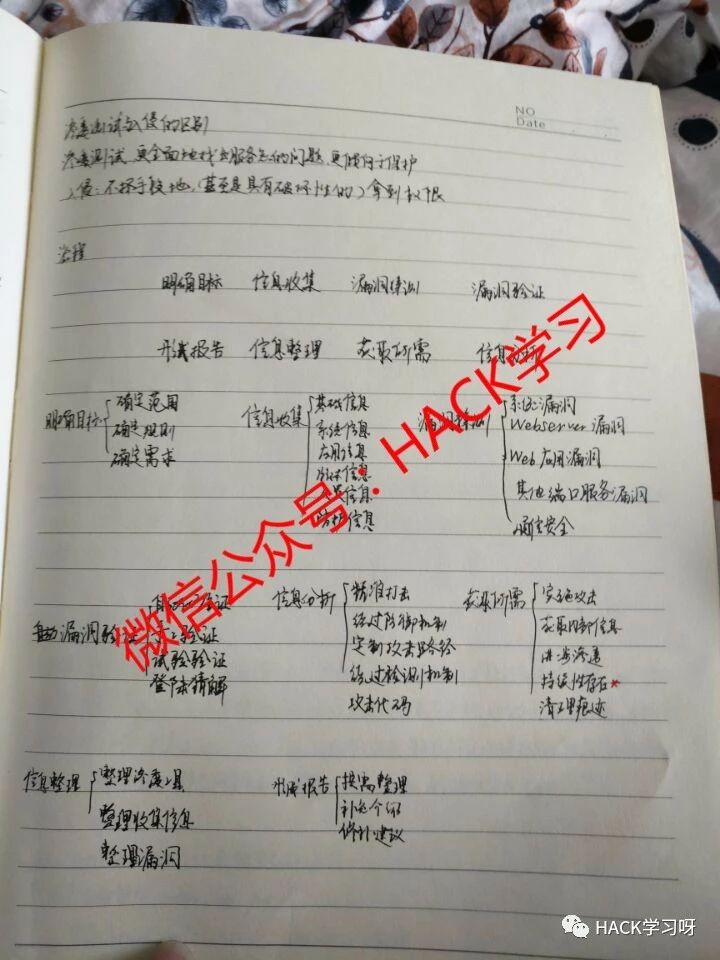 NO
Date
渗透测试与入侵的区别
渗透测试 更全面地找出服务器的问题,更倾向于保护
入侵:不择手段地,(甚至是具有破坏性的)拿到权限
流程
明确目标 信息收集 漏洞探测 漏洞验证
形成报告 信息整理 获取所需 信息分析
明确目标 信息收集 漏洞探测
确定范围 基础信息 系统漏洞
确定规则 系统信息 Webserver漏洞
确定需求 应用信息 Web应用漏洞
版本信息 其他端口服务漏洞
人员信息
防护信息 通信安全
自动漏洞验证 信息分析 获取所需
自动化验证 精准打击 实施攻击
手工验证 绕过防御机制 获取内部信息
试验验证 定制攻击路径 进一步渗透
登陆猜解 绕过检测机制 持续性存在×
攻击代码 清理痕迹
信息整理 形成报告
整理渗透工具 按需整理
整理收集信息 补充介绍
整理漏洞 修补建议
微信公众号:HACK学习
HACK学习呀